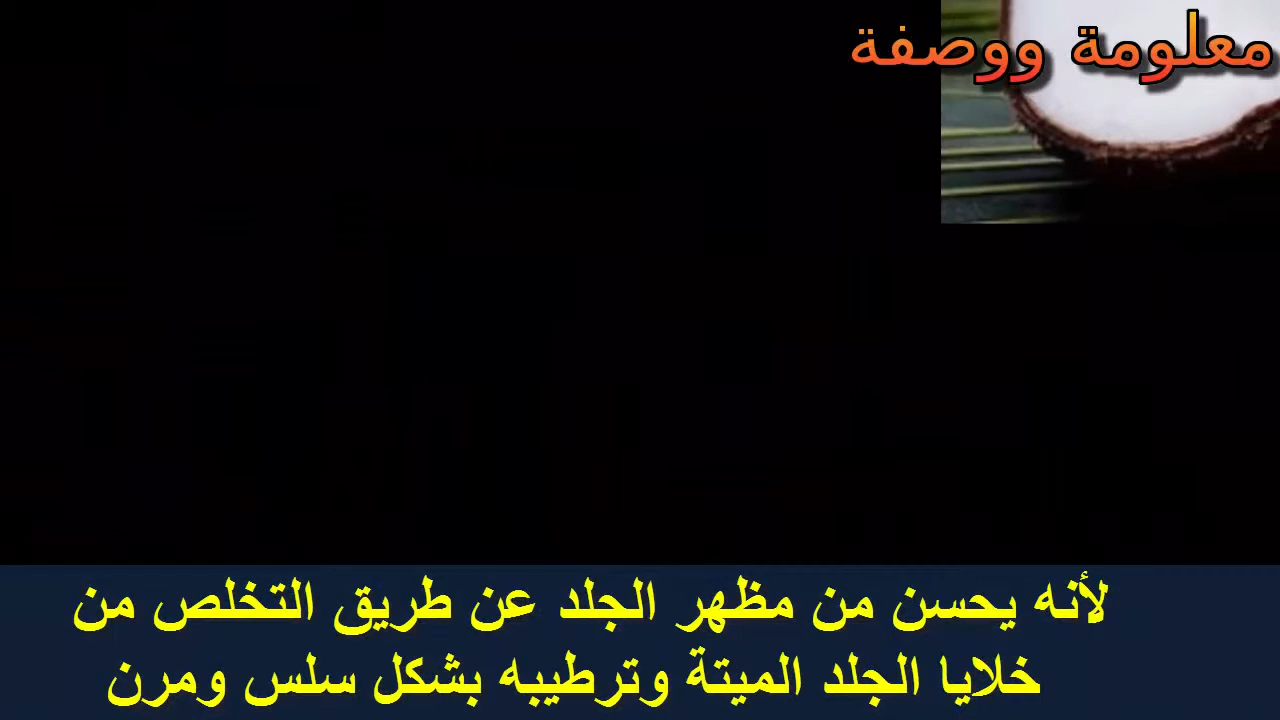 معلومة ووصفة
لأنه يحسن من مظهر الجلد عن طريق التخلص من
خلايا الجلد الميتة وترطيبه بشكل سلس ومرن